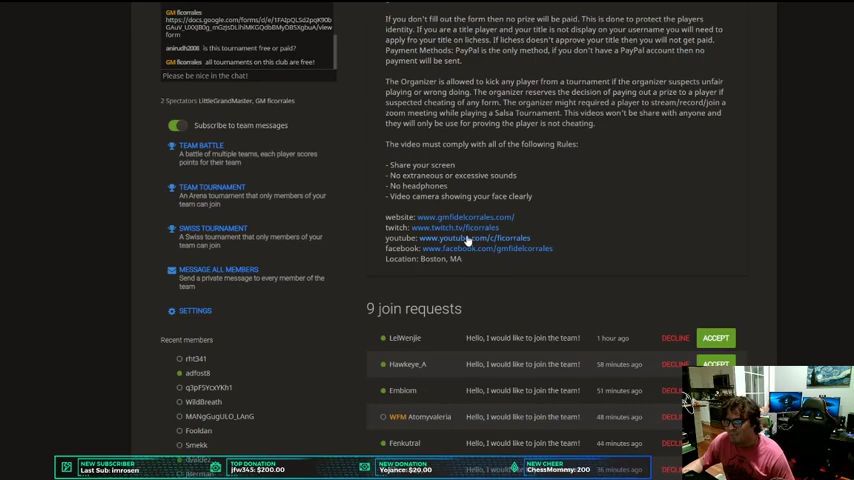 GM ficorrales
https://docs.google.com/forms/d/e/1FAIpQLSd2pqK90b
view
form
anirudh2008 is this tournament free or paid?
GM ficorrales all tournaments on this club are free!
Please be nice in the chat!
2 Spectators LittleGrandMaster, GM ficorrales
Subscribe to team messages
TEAM BATTLE
A battle of multiple teams, each player scores
points for their team
TEAM TOURNAMENT
An Arena tournament that only members of your
team can join
SWISS TOURNAMENT
A Swiss tournament that only members of your
team can join
MESSAGE ALL MEMBERS
Send a private message to every member of the
team
SETTINGS
Recent members
rht341
adfost8
q3pFSYcxYKh1
WildBreath
MANgGugULO_LAnG
Fooldan
Smekk
dvaldez
If you don't fill out the form then no prize will be paid. This is done to protect the players
identity. If you are a title player and your title is not display on your username you will need to
apply fro your title on lichess. If lichess doesn't approve your title then you will not get paid.
Payment Methods: PayPal is the only method, if you don't have a PayPal account then no
payment will be sent.
The Organizer is allowed to kick any player from a tournament if the organizer suspects unfair
playing or wrong doing. The organizer reserves the decision of paying out a prize to a player if
suspected cheating of any form. The organizer might required a player to stream/record/join a
zoom meeting while playing a Salsa Tournament. This videos won't be share with anyone and
they will only be use for proving the player is not cheating.
The video must comply with all of the following Rules:
- Share your screen
- No extraneous or excessive sounds
- No headphones
- Video camera showing your face clearly
website: www.gmfidelcorrales.com/
twitch: www.twitch.tv/ficorrales
youtube: www.youtube.com/c/ficorrales
facebook: www.facebook.com/gmfidelcorrales
Location: Boston, MA
9 join requests
LeiWenjie Hello, I would like to join the team! 1 hour ago DECLINE ACCEPT
Hawkeye_A Hello, I would like to join the team! 58 minutes ago DECLINE ACCEPT
Embiom Hello, I would like to join the team! 51 minutes ago
WFM Atomyvaleria Hello, I would like to join the team! 48 minutes ago
Fenkutral Hello, I would like to join the team! 44 minutes ago
36 minutes ago
NEW SUBSCRIBER
Last Sub: imrosen
TOP DONATION
jfw345: $200.00
NEW DONATION
Yojance: $20.00
NEW CHEER
ChessMommy: 200